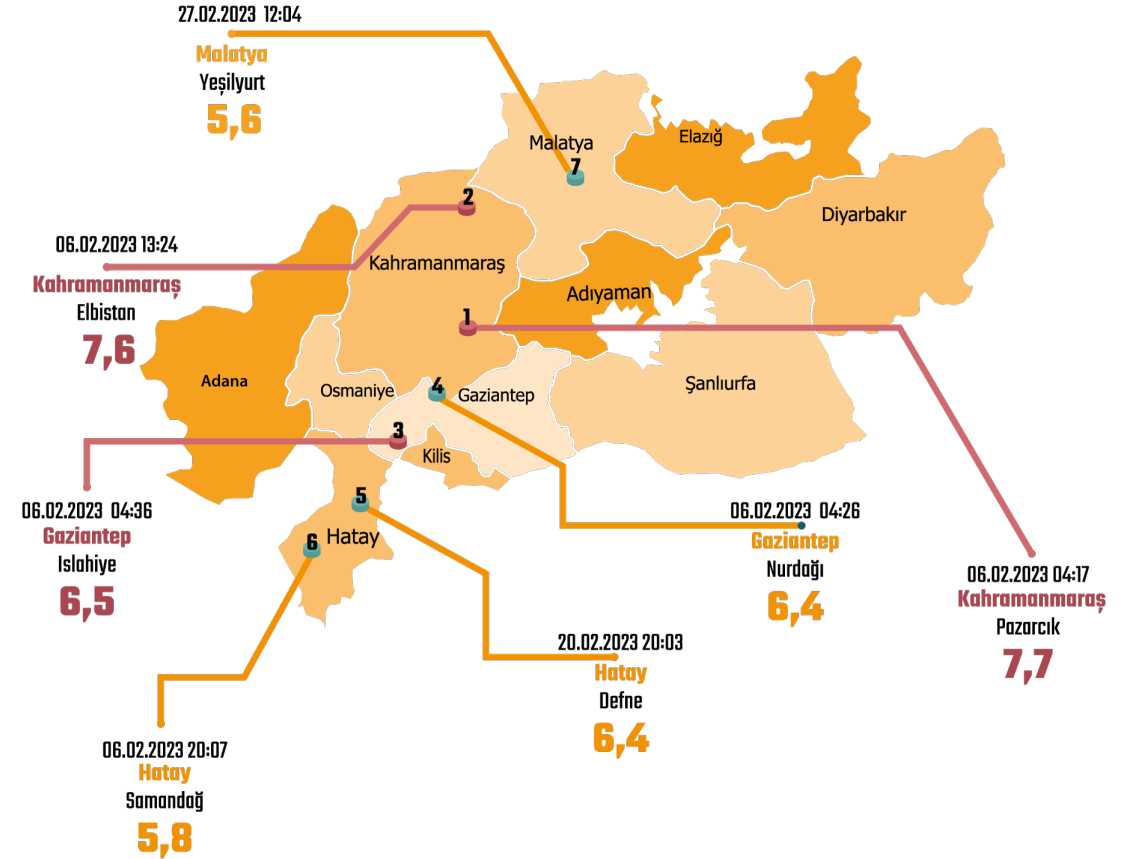 27.02.2023 12:04
Malatya
Yeşilyurt
5,6
Elazığ
Malatya
7
2
Diyarbakır
06.02.2023 13:24
Kahramanmaraş
Elbistan
7,6
Kahramanmaraş
Adıyaman
1
Adana
Osmaniye
4
Gaziantep
Şanlıurfa
3
Kilis
06.02.2023 04:36
Gaziantep
Islahiye
6,5
5
6
Hatay
06.02.2023 04:26
Gaziantep
Nurdağı
6,4
06.02.2023 04:17
Kahramanmaraş
Pazarcık
7,7
20.02.2023 20:03
Hatay
Defne
6,4
06.02.2023 20:07
Hatay
Samandağ
5,8